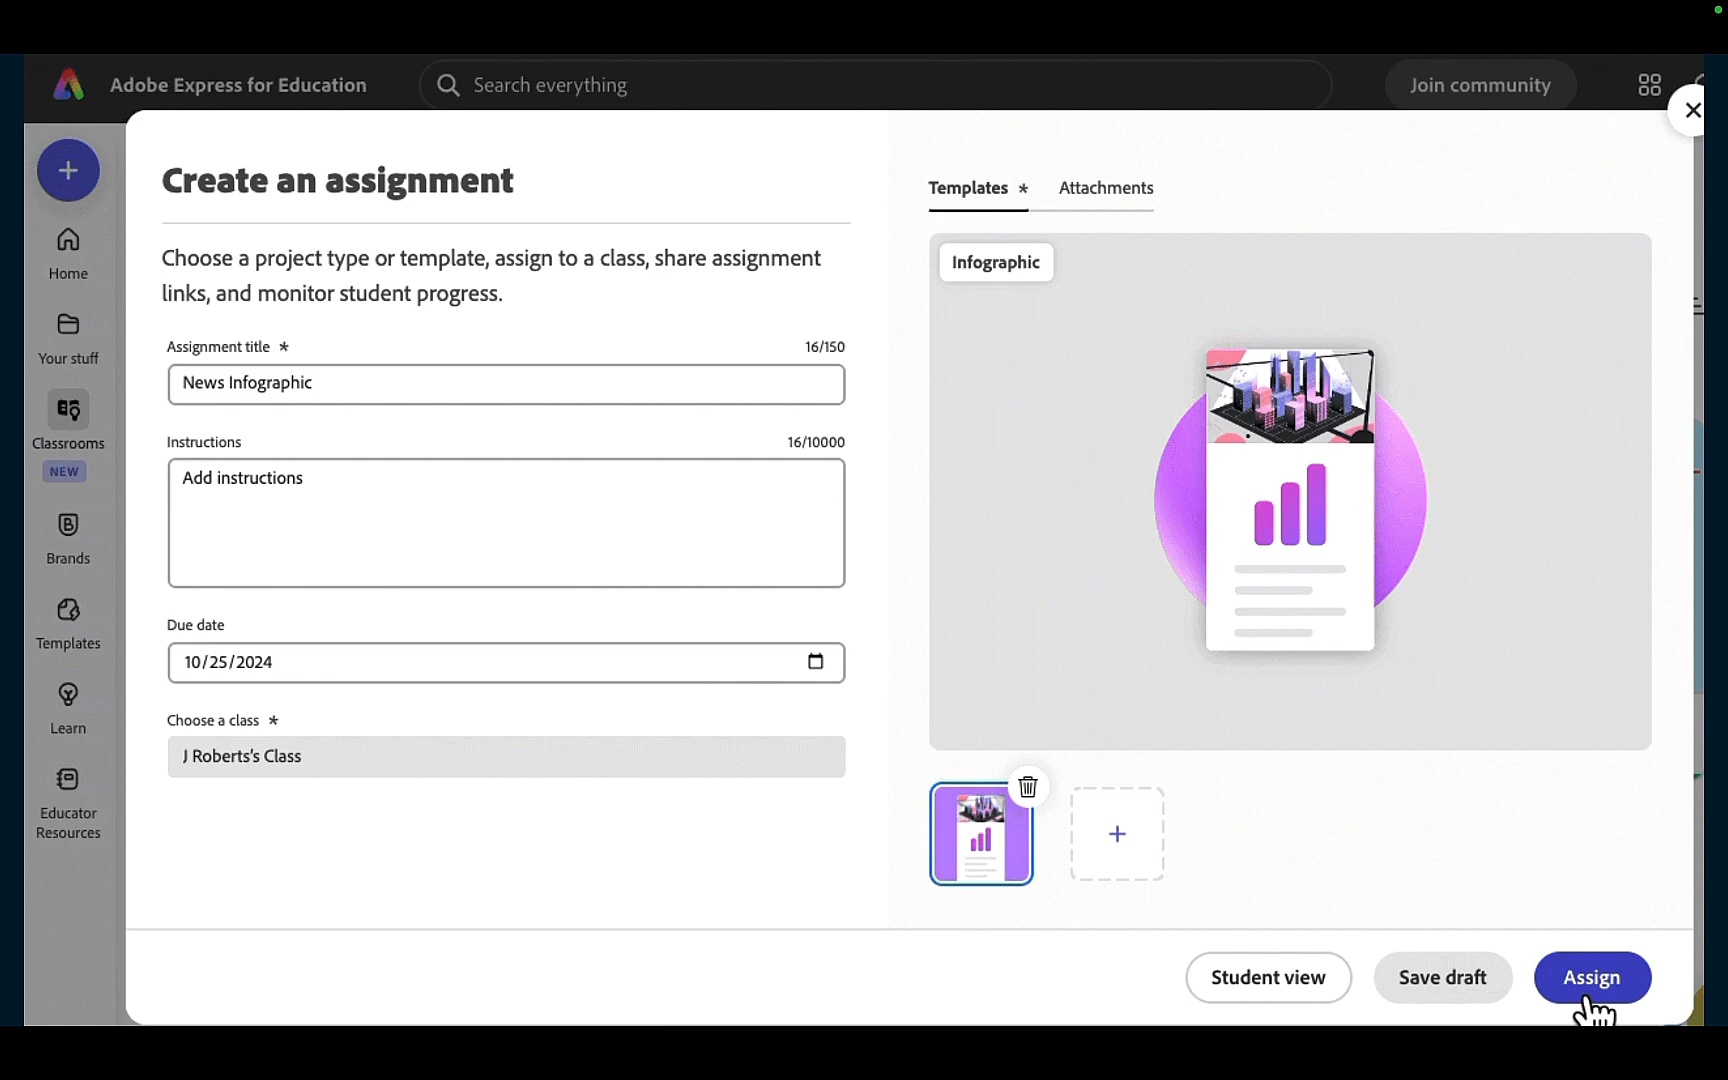 Adobe Express for Education
Search everything
Join community
Home
Your stuff
Classrooms
NEW
Brands
Templates
Learn
Educator
Resources
Create an assignment
Choose a project type or template, assign to a class, share assignment
links, and monitor student progress.
Assignment title *
16/150
News Infographic
Instructions
16/10000
Add instructions
Due date
10/25/2024
Choose a class *
J Roberts's Class
Templates *
Attachments
Infographic
Student view
Save draft
Assign